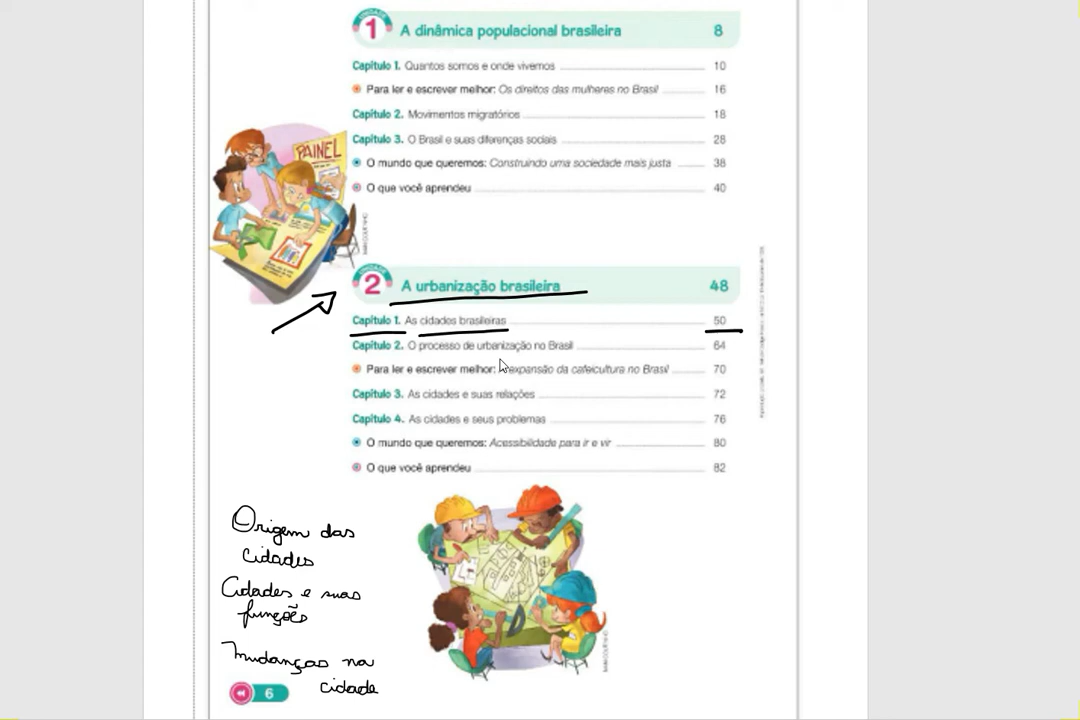 UNIDADE
1 A dinâmica populacional brasileira 8
Capítulo 1. Quantos somos e onde vivemos 10
Para ler e escrever melhor: Os direitos das mulheres no Brasil 16
Capítulo 2. Movimentos migratórios 18
Capítulo 3. O Brasil e suas diferenças sociais 28
O mundo que queremos: Construindo uma sociedade mais justa 38
O que você aprendeu 40
PAINEL
UNIDADE
2 A urbanização brasileira 48
Capítulo 1. As cidades brasileiras 50
Capítulo 2. O processo de urbanização no Brasil 64
Para ler e escrever melhor: expansão da cafeicultura no Brasil 70
Capítulo 3. As cidades e suas relações 72
Capítulo 4. As cidades e seus problemas 76
O mundo que queremos: Acessibilidade para ir e vir 80
O que você aprendeu 82
Origem das
cidades
Cidades e suas
funções
Mudanças na
cidade
6